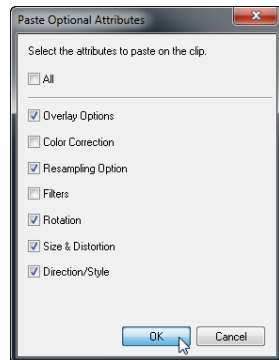 Paste Optional Attributes
Select the attributes to paste on the clip.
All
Overlay Options
Color Correction
Resampling Option
Filters
Rotation
Size & Distortion
Direction/Style
OK Cancel